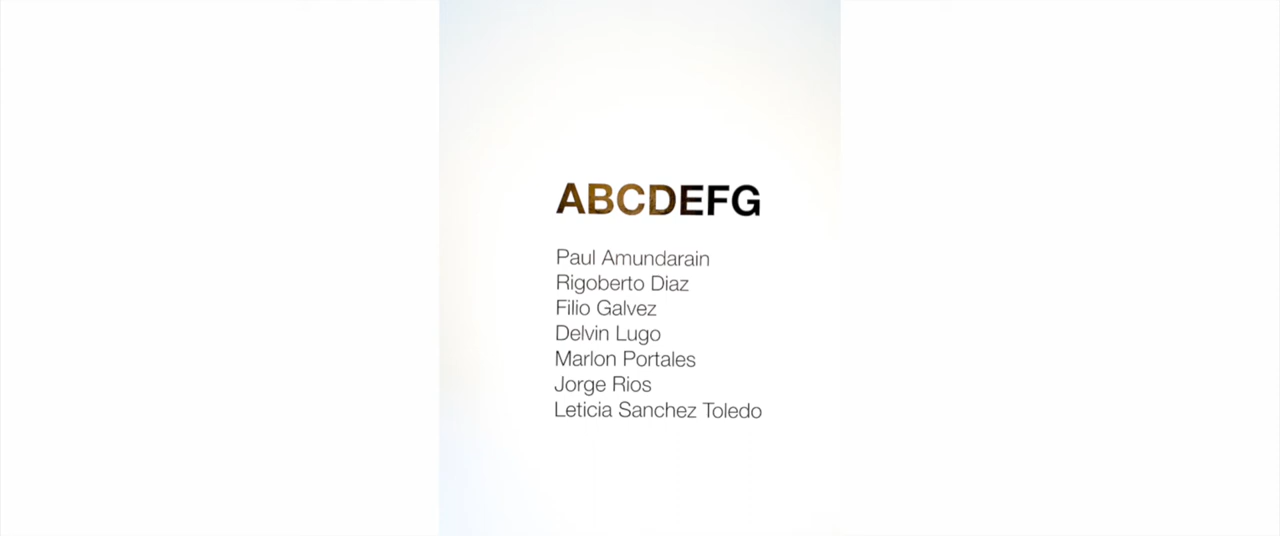 ABCDEFG
Paul Amundarain
Rigoberto Diaz
Filio Galvez
Delvin Lugo
Marlon Portales
Jorge Rios
Leticia Sanchez Toledo